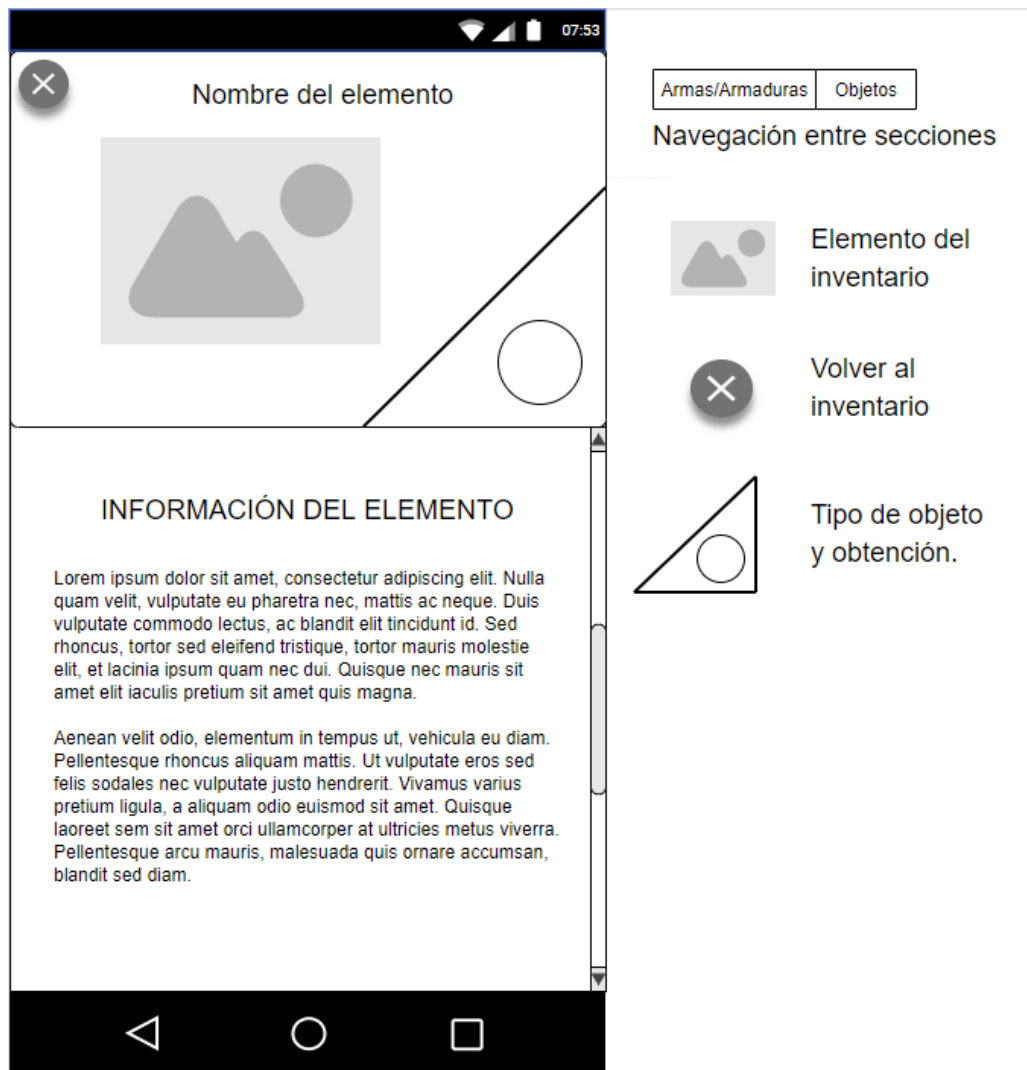 07:53
Nombre del elemento
INFORMACIÓN DEL ELEMENTO
Lorem ipsum dolor sit amet, consectetur adipiscing elit. Nulla
quam velit, vulputate eu pharetra nec, mattis ac neque. Duis
vulputate commodo lectus, ac blandit elit tincidunt id. Sed
rhoncus, tortor sed eleifend tristique, tortor mauris molestie
elit, et lacinia ipsum quam nec dui. Quisque nec mauris sit
amet elit iaculis pretium sit amet quis magna.
Aenean velit odio, elementum in tempus ut, vehicula eu diam.
Pellentesque rhoncus aliquam mattis. Ut vulputate eros sed
felis sodales nec vulputate justo hendrerit. Vivamus varius
pretium ligula, a aliquam odio euismod sit amet. Quisque
laoreet sem sit amet orci ullamcorper at ultricies metus viverra.
Pellentesque arcu mauris, malesuada quis ornare accumsan,
blandit sed diam.
Armas/Armaduras Objetos
Navegación entre secciones
Elemento del
inventario
Volver al
inventario
Tipo de objeto
y obtención.